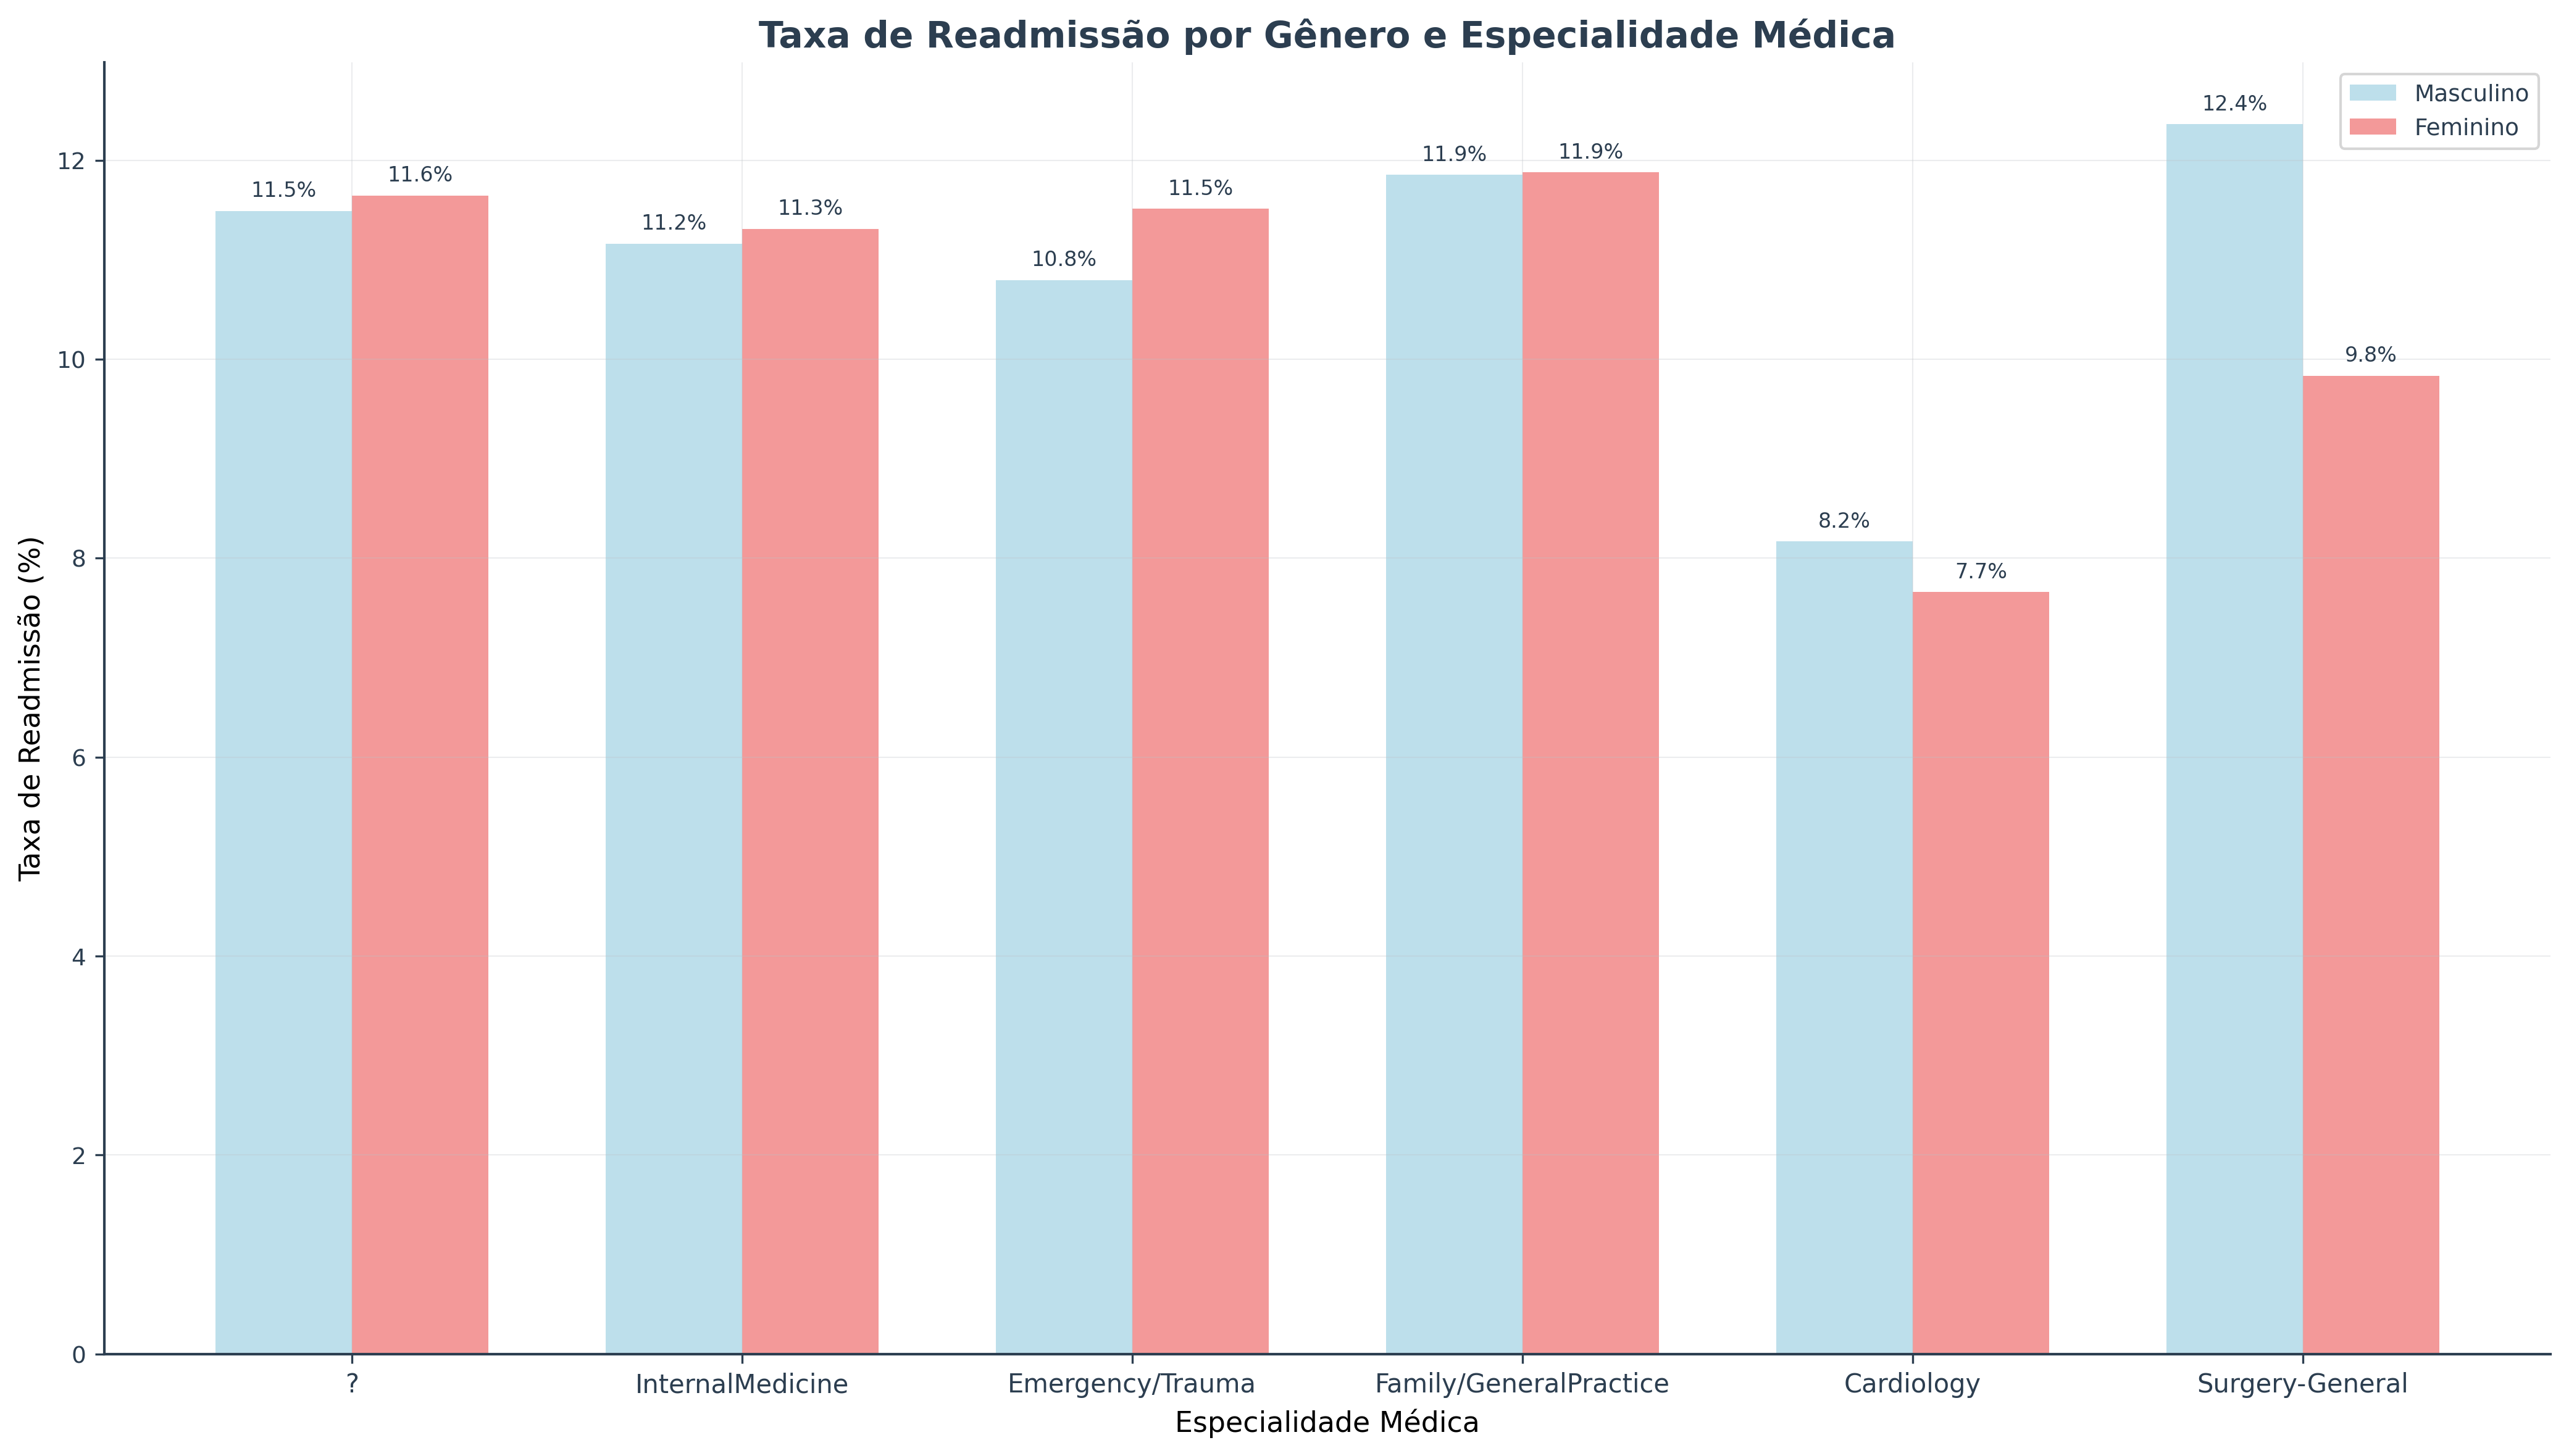 Taxa de Readmissão por Gênero e Especialidade Médica
Masculino
Feminino
Taxa de Readmissão (%)
12
10
8
6
4
2
0
11.5%
11.6%
11.2%
11.3%
10.8%
11.5%
11.9%
11.9%
8.2%
7.7%
12.4%
9.8%
?
InternalMedicine
Emergency/Trauma
Family/GeneralPractice
Cardiology
Surgery-General
Especialidade Médica